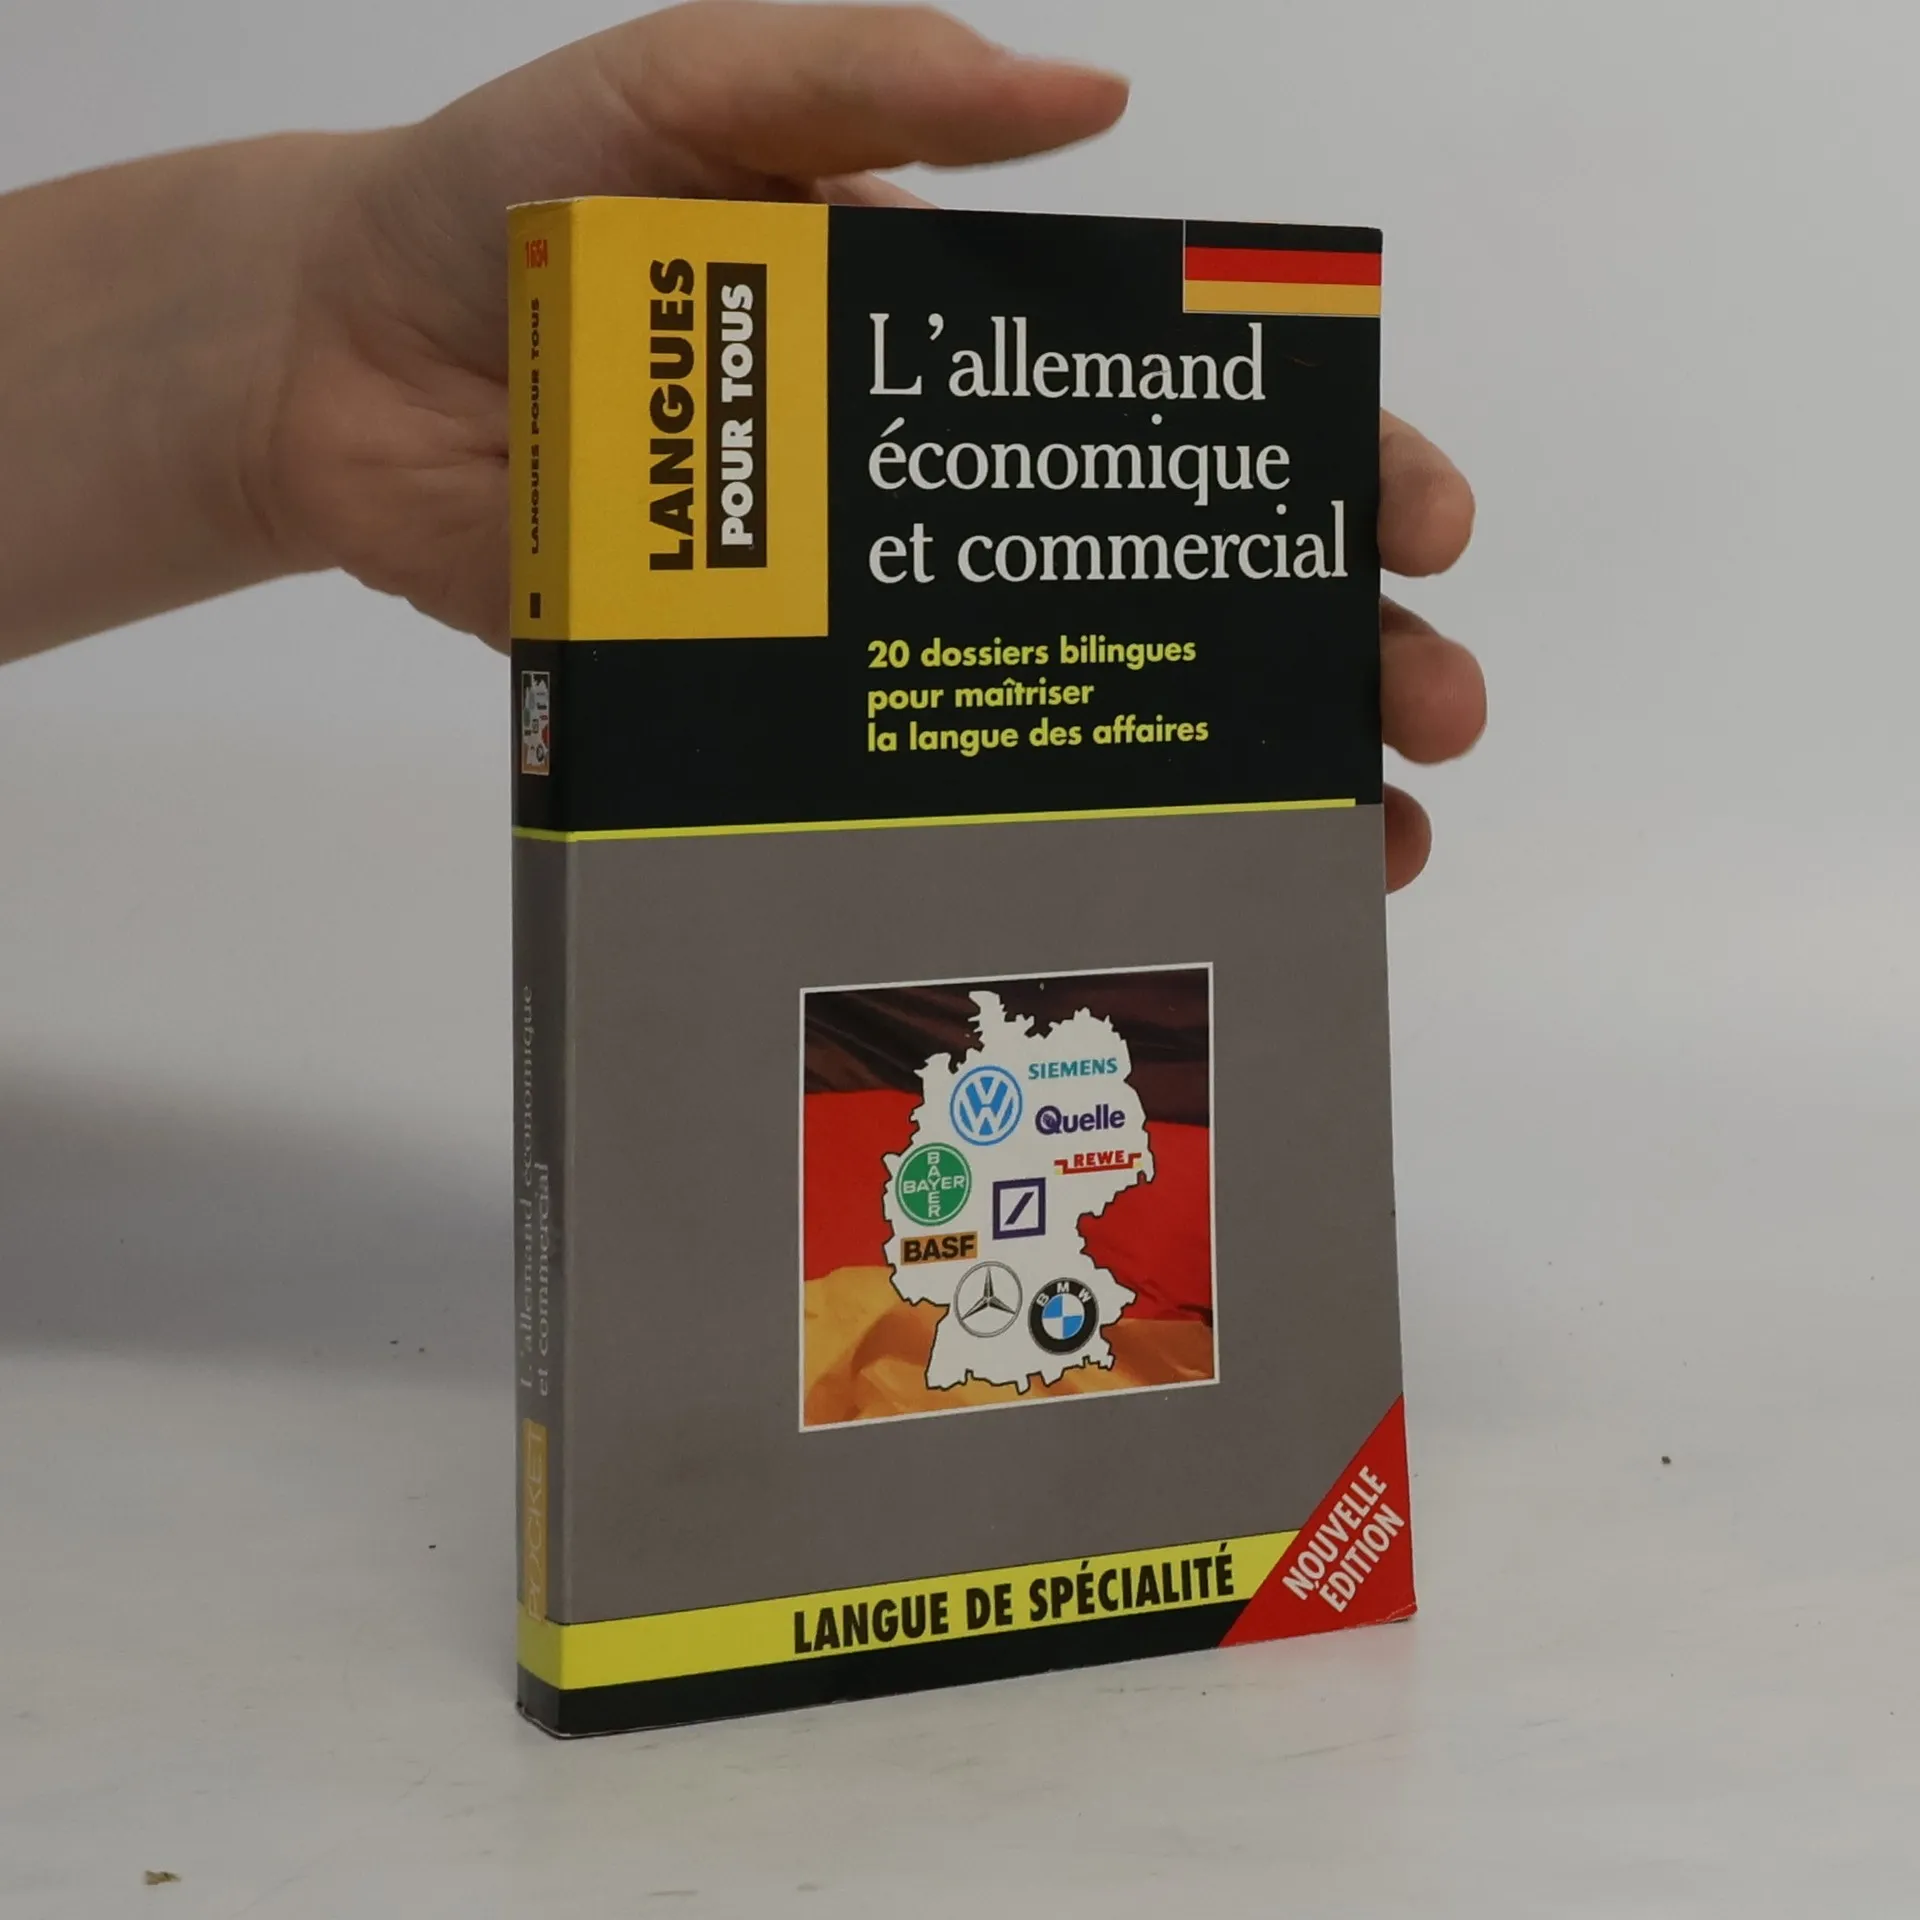 1654
LANGUES POUR TOUS
L'allemand économique
et commercial
POCKET
LANGUES
POUR TOUS
L'allemand
économique
et commercial
20 dossiers bilingues
pour maîtriser
la langue des affaires
SIEMENS
VW
Quelle
BAYER
BAYER
REWE
BASF
BMW
LANGUE DE SPÉCIALITÉ
NOUVELLE
ÉDITION